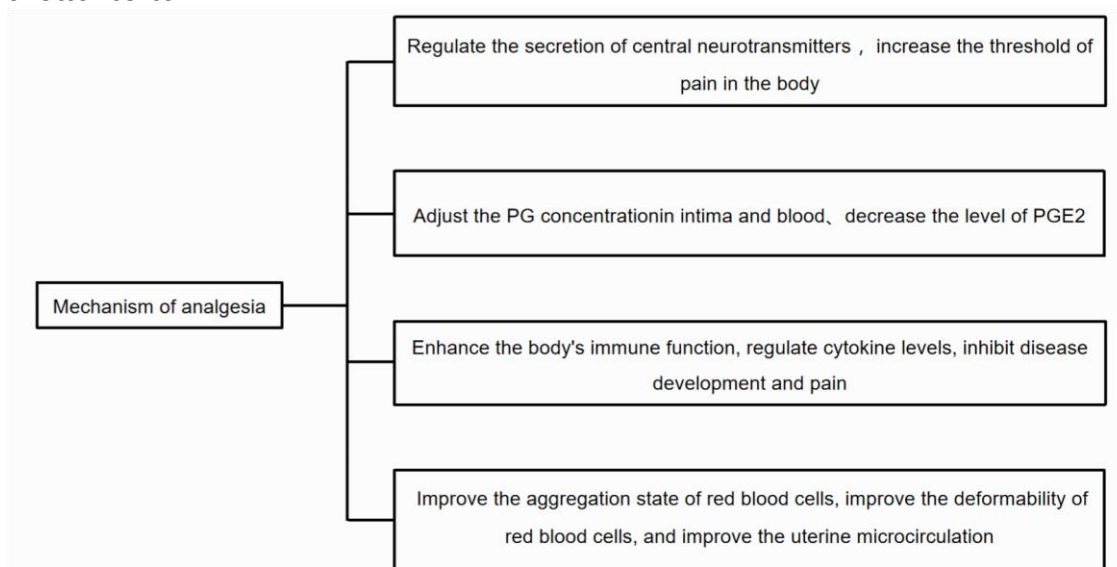 Regulate the secretion of central neurotransmitters , increase the threshold of
pain in the body
Adjust the PG concentrationin intima and blood、decrease the level of PGE2
Mechanism of analgesia
Enhance the body's immune function, regulate cytokine levels, inhibit disease
development and pain
Improve the aggregation state of red blood cells, improve the deformability of
red blood cells, and improve the uterine microcirculation